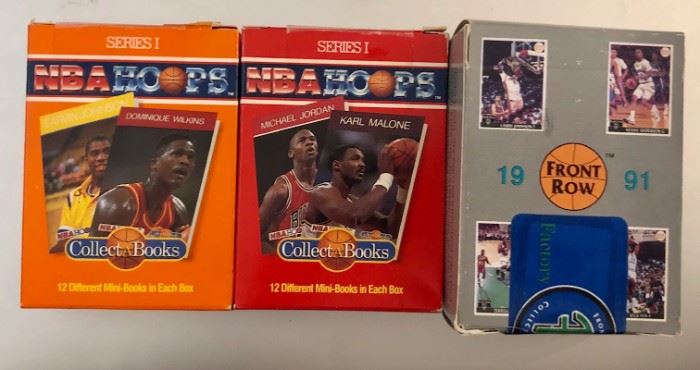 SERIES I
NBA HOOPS
EARVIN JOHNSON
DOMINIQUE WILKINS
Collect A Books
12 Different Mini-Books in Each Box
SERIES I
NBA HOOPS
MICHAEL JORDAN
KARL MALONE
Collect A Books
12 Different Mini-Books in Each Box
19 FRONT ROW 91
TM
Factory